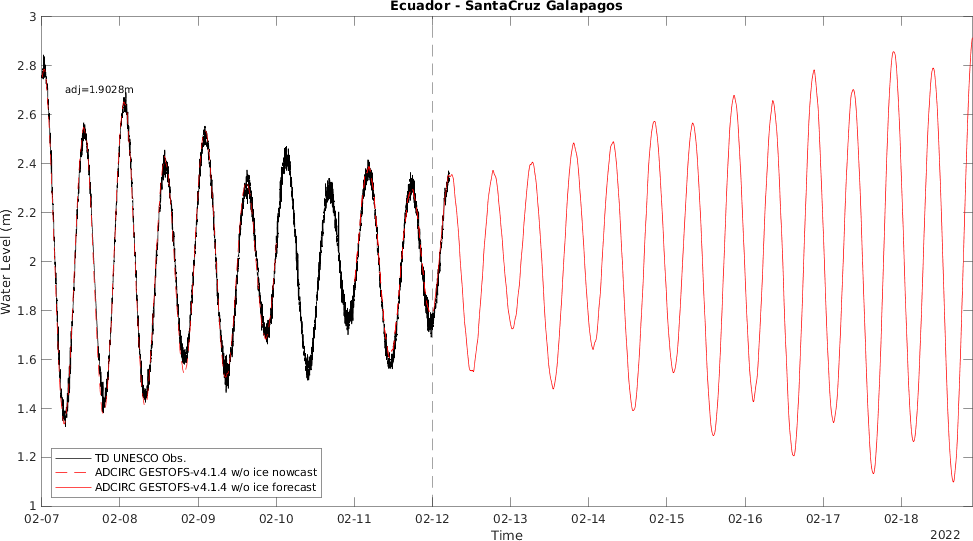 Ecuador - SantaCruz Galapagos
3
2.8
2.6
2.4
2.2
2
1.8
1.6
1.4
1.2
1
Water Level (m)
adj=1.9028m
TD UNESCO Obs.
ADCIRC GESTOFS-v4.1.4 w/o ice nowcast
ADCIRC GESTOFS-v4.1.4 w/o ice forecast
02-07 02-08 02-09 02-10 02-11 02-12 02-13 02-14 02-15 02-16 02-17 02-18
Time
2022